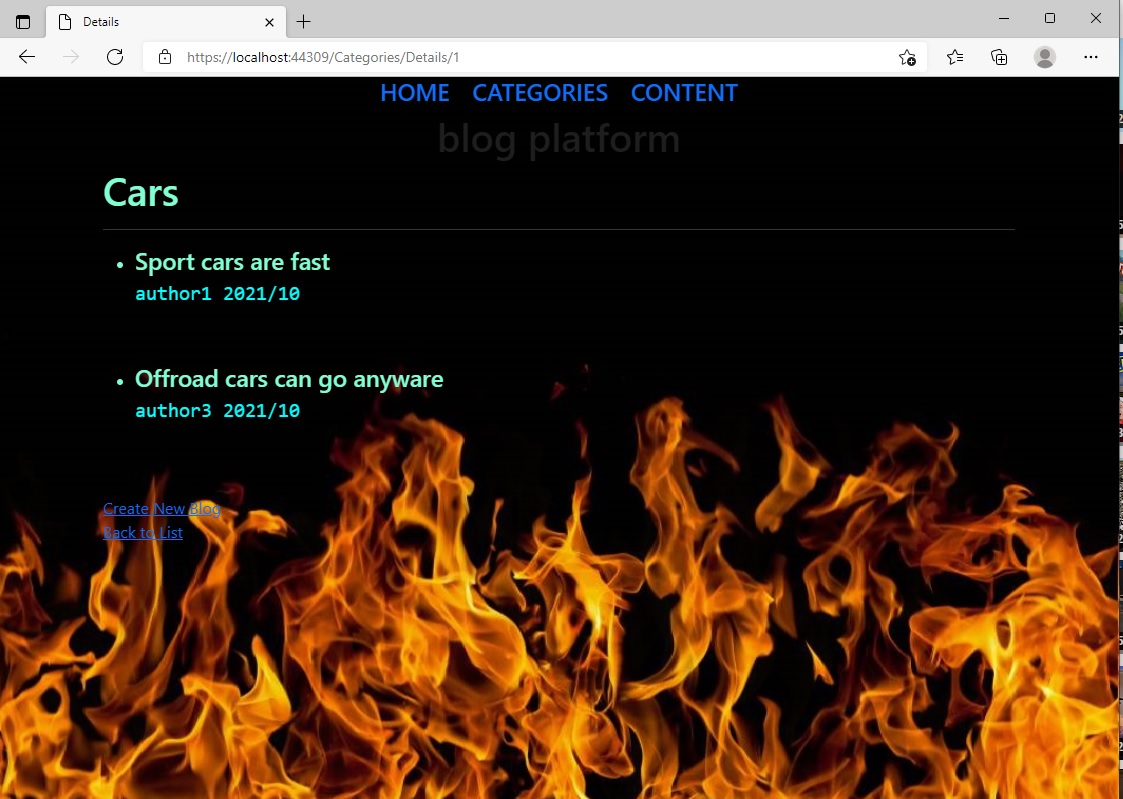 Details
https://localhost:44309/Categories/Details/1
HOME CATEGORIES CONTENT
blog platform
Cars
Sport cars are fast
author1 2021/10
Offroad cars can go anyware
author3 2021/10
Create New Blog
Back to List